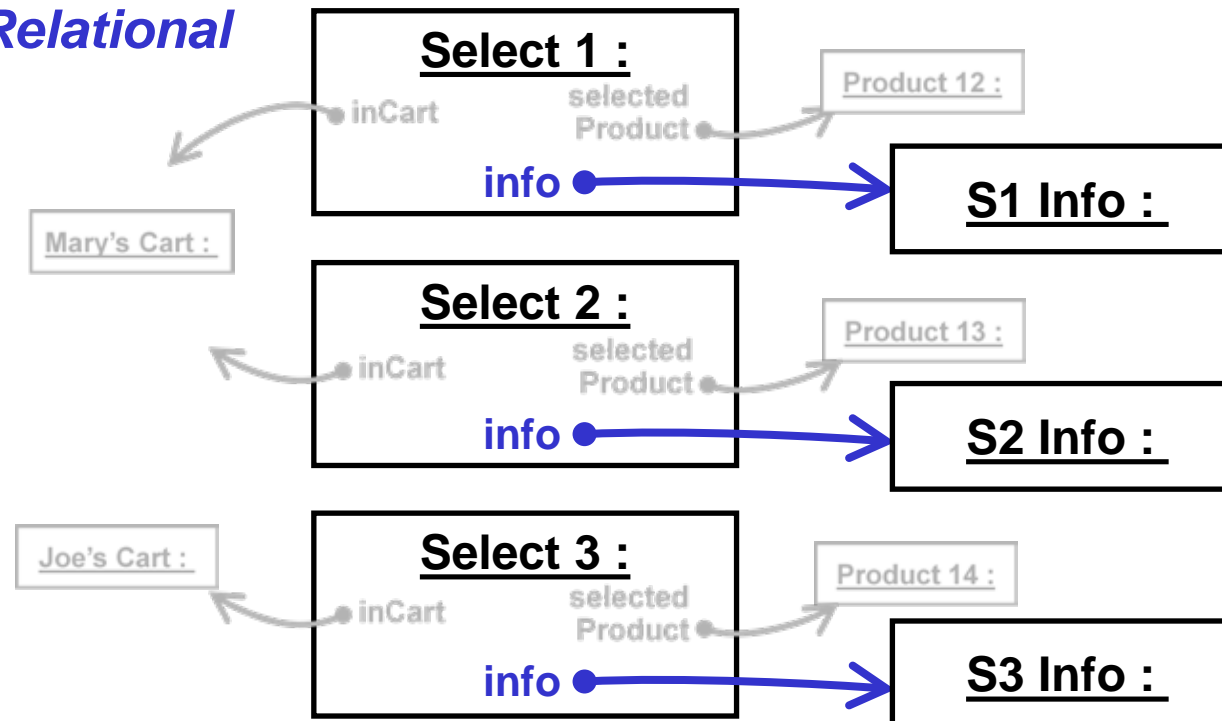 Relational
Select 1 :
inCart
selected
Product
info
Product 12 :
S1 Info :
Mary's Cart :
Select 2 :
inCart
selected
Product
info
Product 13 :
S2 Info :
Joe's Cart :
Select 3 :
inCart
selected
Product
info
Product 14 :
S3 Info :